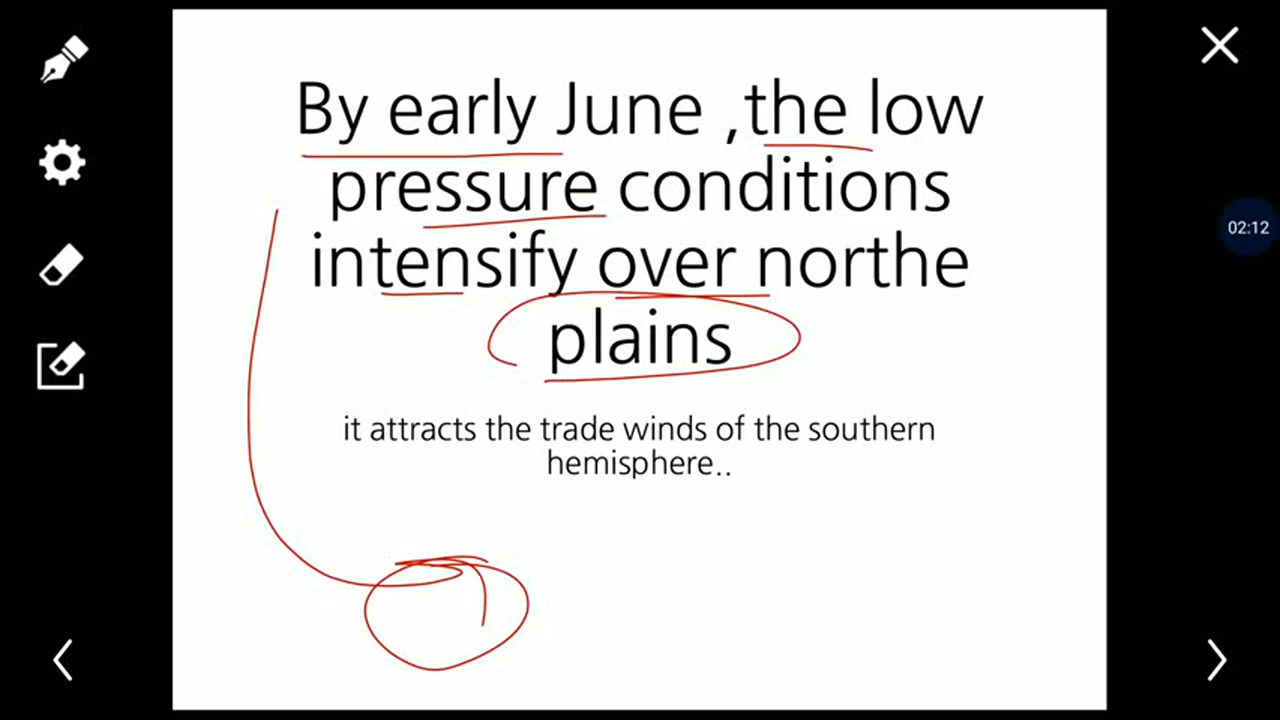 By early June ,the low
pressure conditions
intensify over northe
plains
it attracts the trade winds of the southern
hemisphere..
02:12